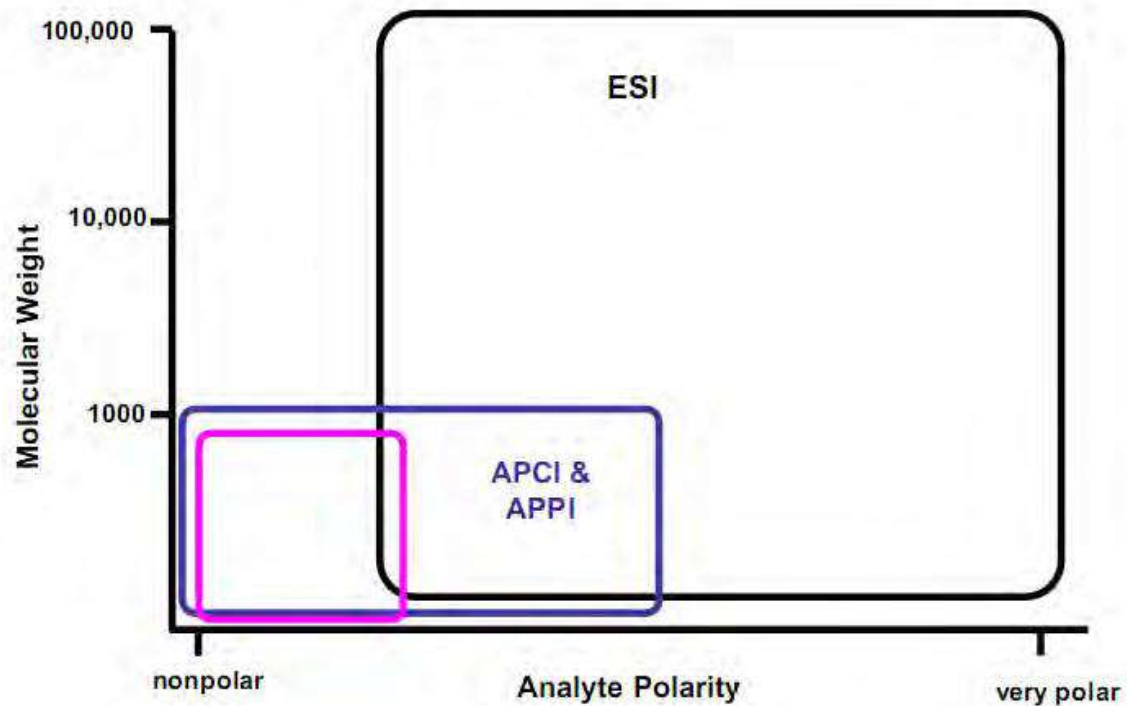 100,000
ESI
10,000
Molecular Weight
1000
APCI &
APPI
nonpolar
Analyte Polarity
very polar